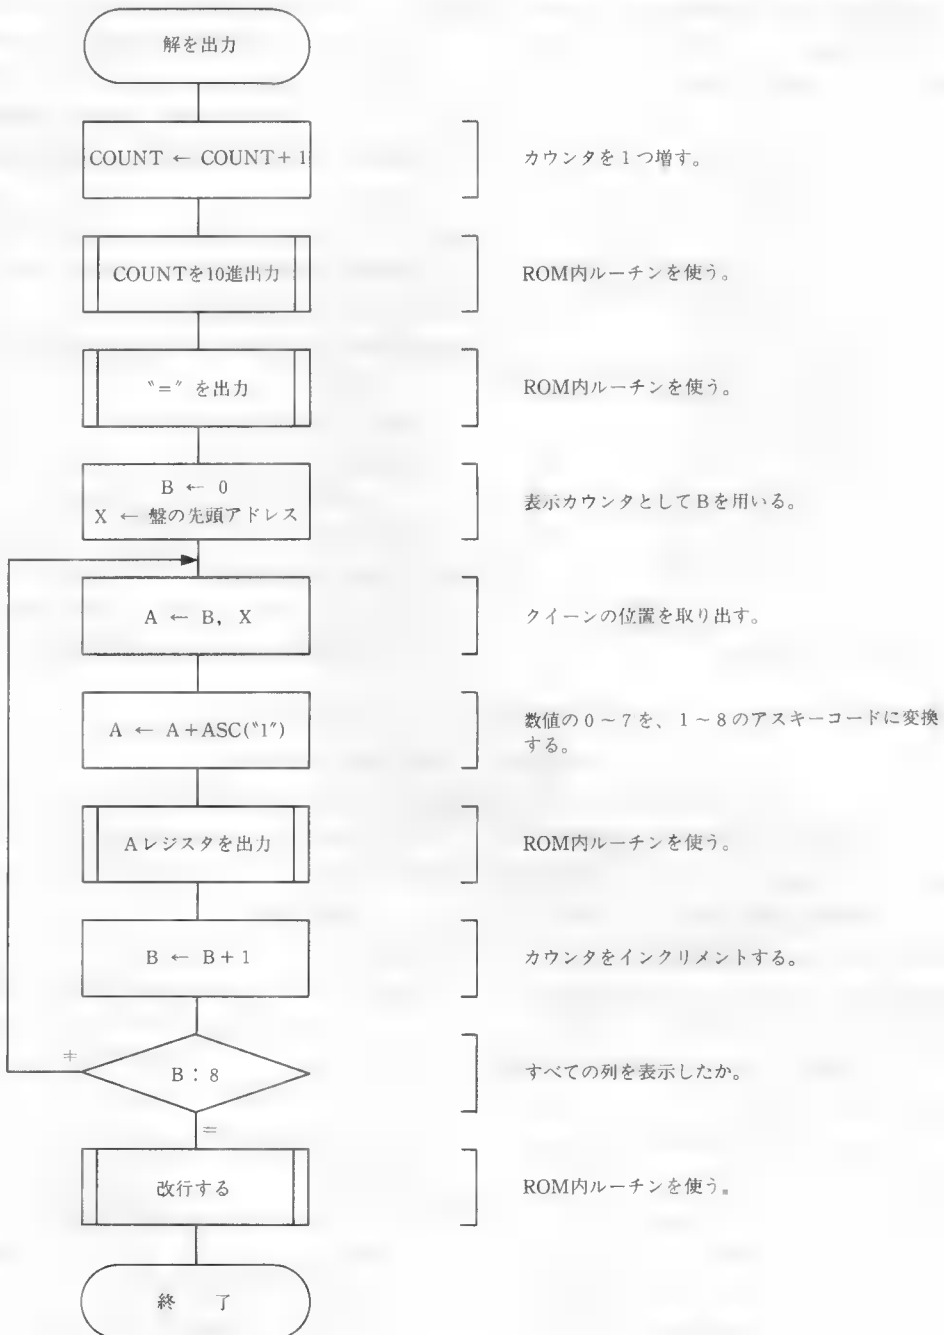 解を出力
COUNT ← COUNT+1
カウンタを1つ増す。
COUNTを10進出力
ROM内ルーチンを使う。
〝=〞を出力
ROM内ルーチンを使う。
B ← 0
X ← 盤の先頭アドレス
表示カウンタとしてBを用いる。
A ← B, X
クイーンの位置を取り出す。
A ← A+ASC(〝1〞)
数値の0～7を、1～8のアスキーコードに変換
する。
Aレジスタを出力
ROM内ルーチンを使う。
B ← B+1
カウンタをインクリメントする。
≠
B：8
すべての列を表示したか。
=
改行する
ROM内ルーチンを使う。
終 了